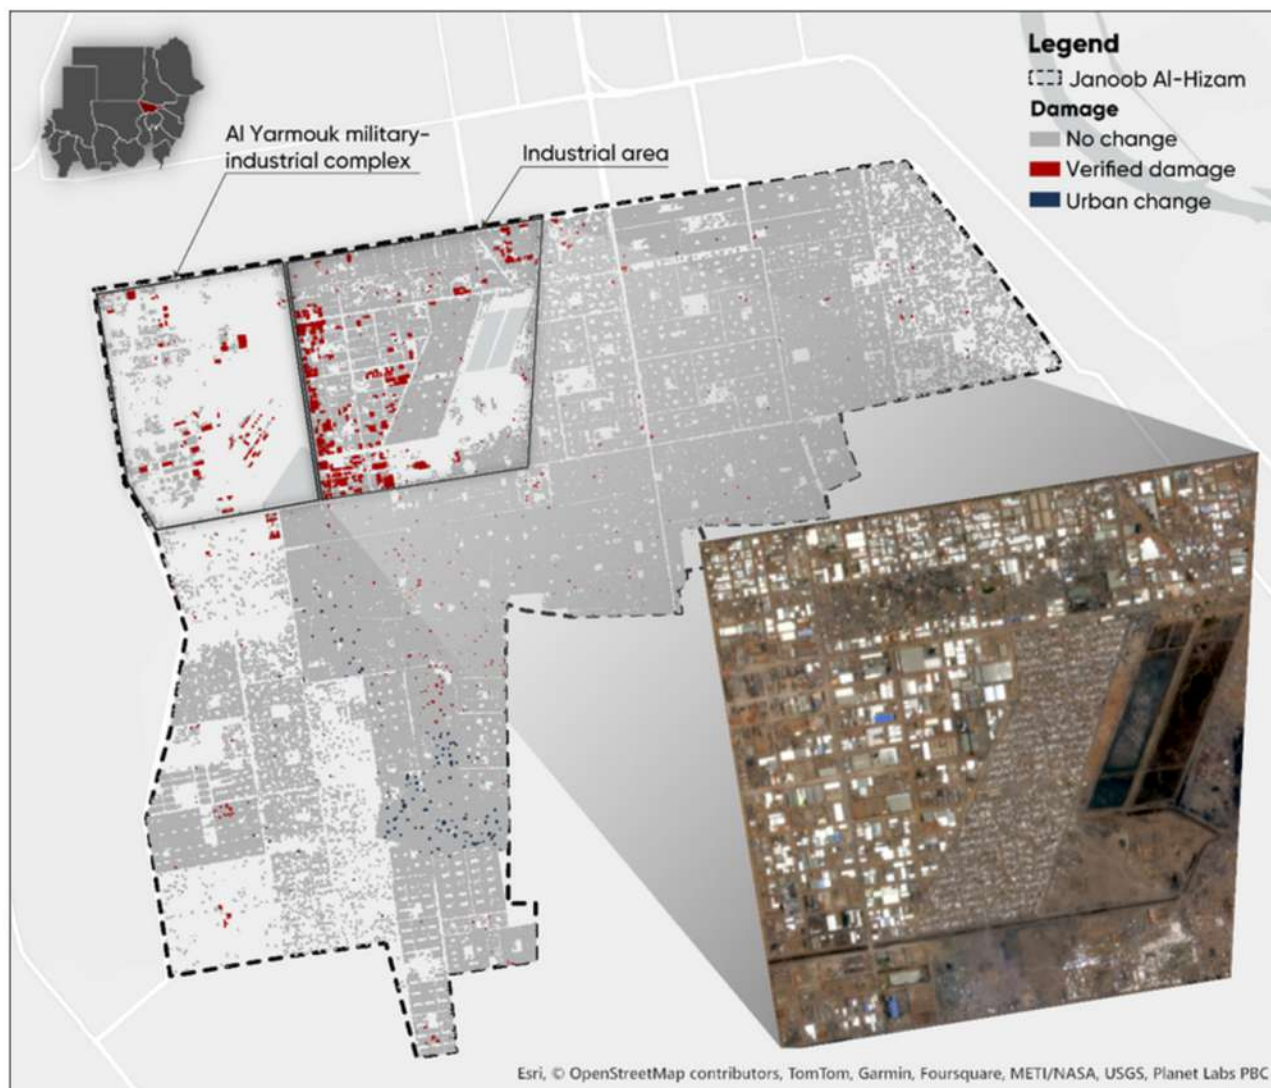 Legend
Janoob Al-Hizam
Damage
No change
Verified damage
Urban change
Al Yarmouk military-
industrial complex
Industrial area
Esri, © OpenStreetMap contributors, TomTom, Garmin, Foursquare, METI/NASA, USGS, Planet Labs PBC